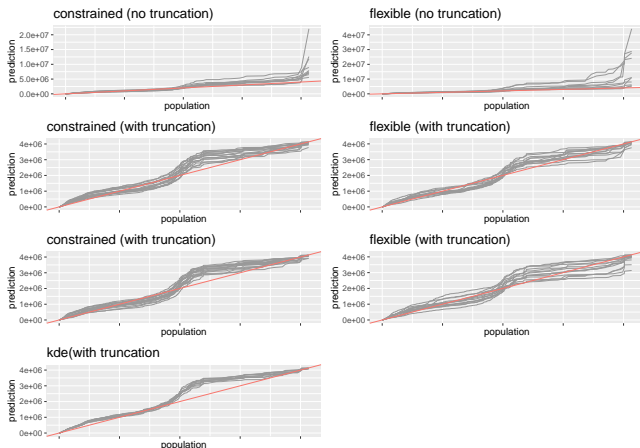 constrained (no truncation)
flexible (no truncation)
prediction
2.0e+07
1.5e+07
1.0e+07
5.0e+06
0.0e+00
population
prediction
4e+07
3e+07
2e+07
1e+07
0e+00
population
constrained (with truncation)
flexible (with truncation)
prediction
4e+06
3e+06
2e+06
1e+06
0e+00
population
prediction
4e+06
3e+06
2e+06
1e+06
0e+00
population
constrained (with truncation)
flexible (with truncation)
prediction
4e+06
3e+06
2e+06
1e+06
0e+00
population
prediction
4e+06
3e+06
2e+06
1e+06
0e+00
population
kde(with truncation
prediction
4e+06
3e+06
2e+06
1e+06
0e+00
population